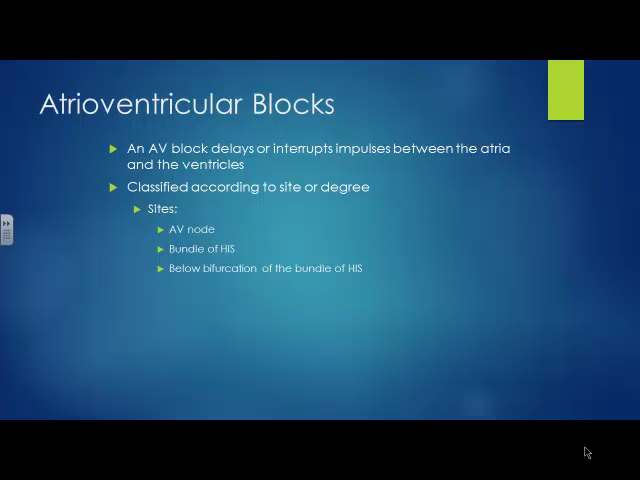 Atrioventricular Blocks
An AV block delays or interrupts impulses between the atria
and the ventricles
Classified according to site or degree
Sites:
AV node
Bundle of HIS
Below bifurcation of the bundle of HIS